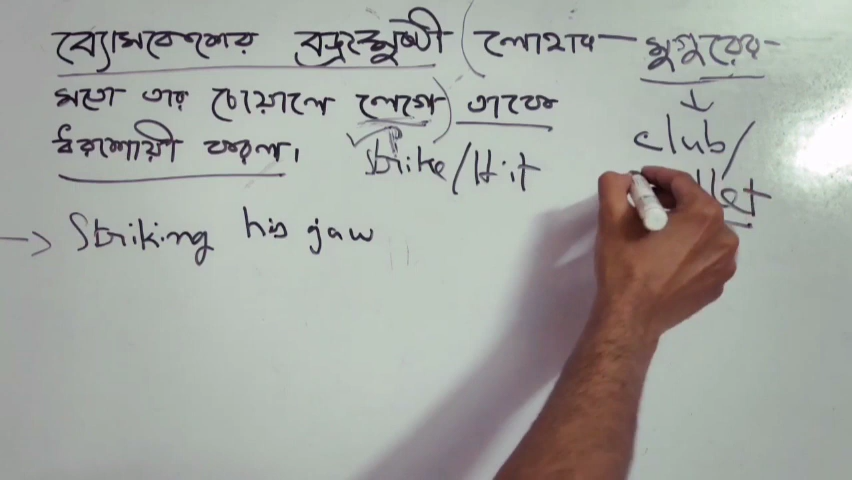 ব্যোমকেশের বজ্রমুষ্ঠী (লোহার মুগুরের
মতো তার চোয়ালে লেগে) তাকে
ধরাশায়ী করল।
Strike/Hit
club/
→ Striking his jaw